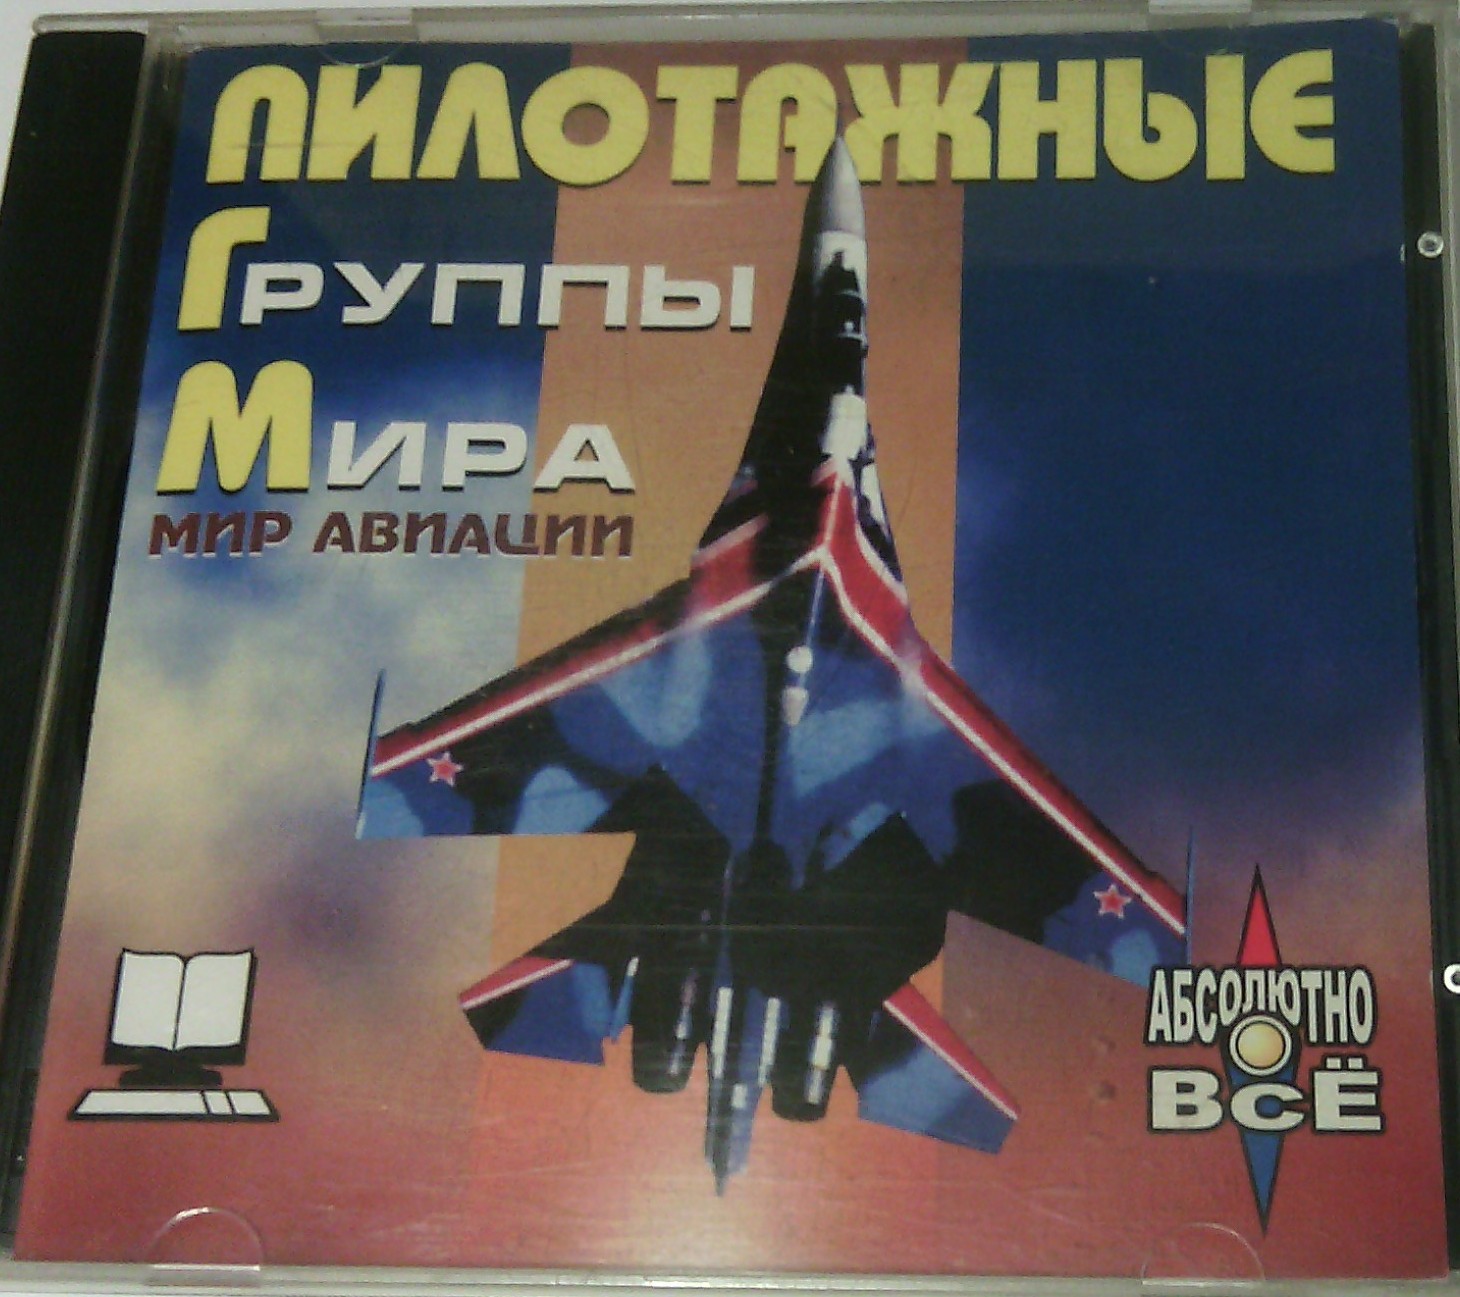 ПИЛОТАЖНЫЕ
ГРУППЫ
МИРА
МИР АВИАЦИИ
АБСОЛЮТНО
ВСЁ